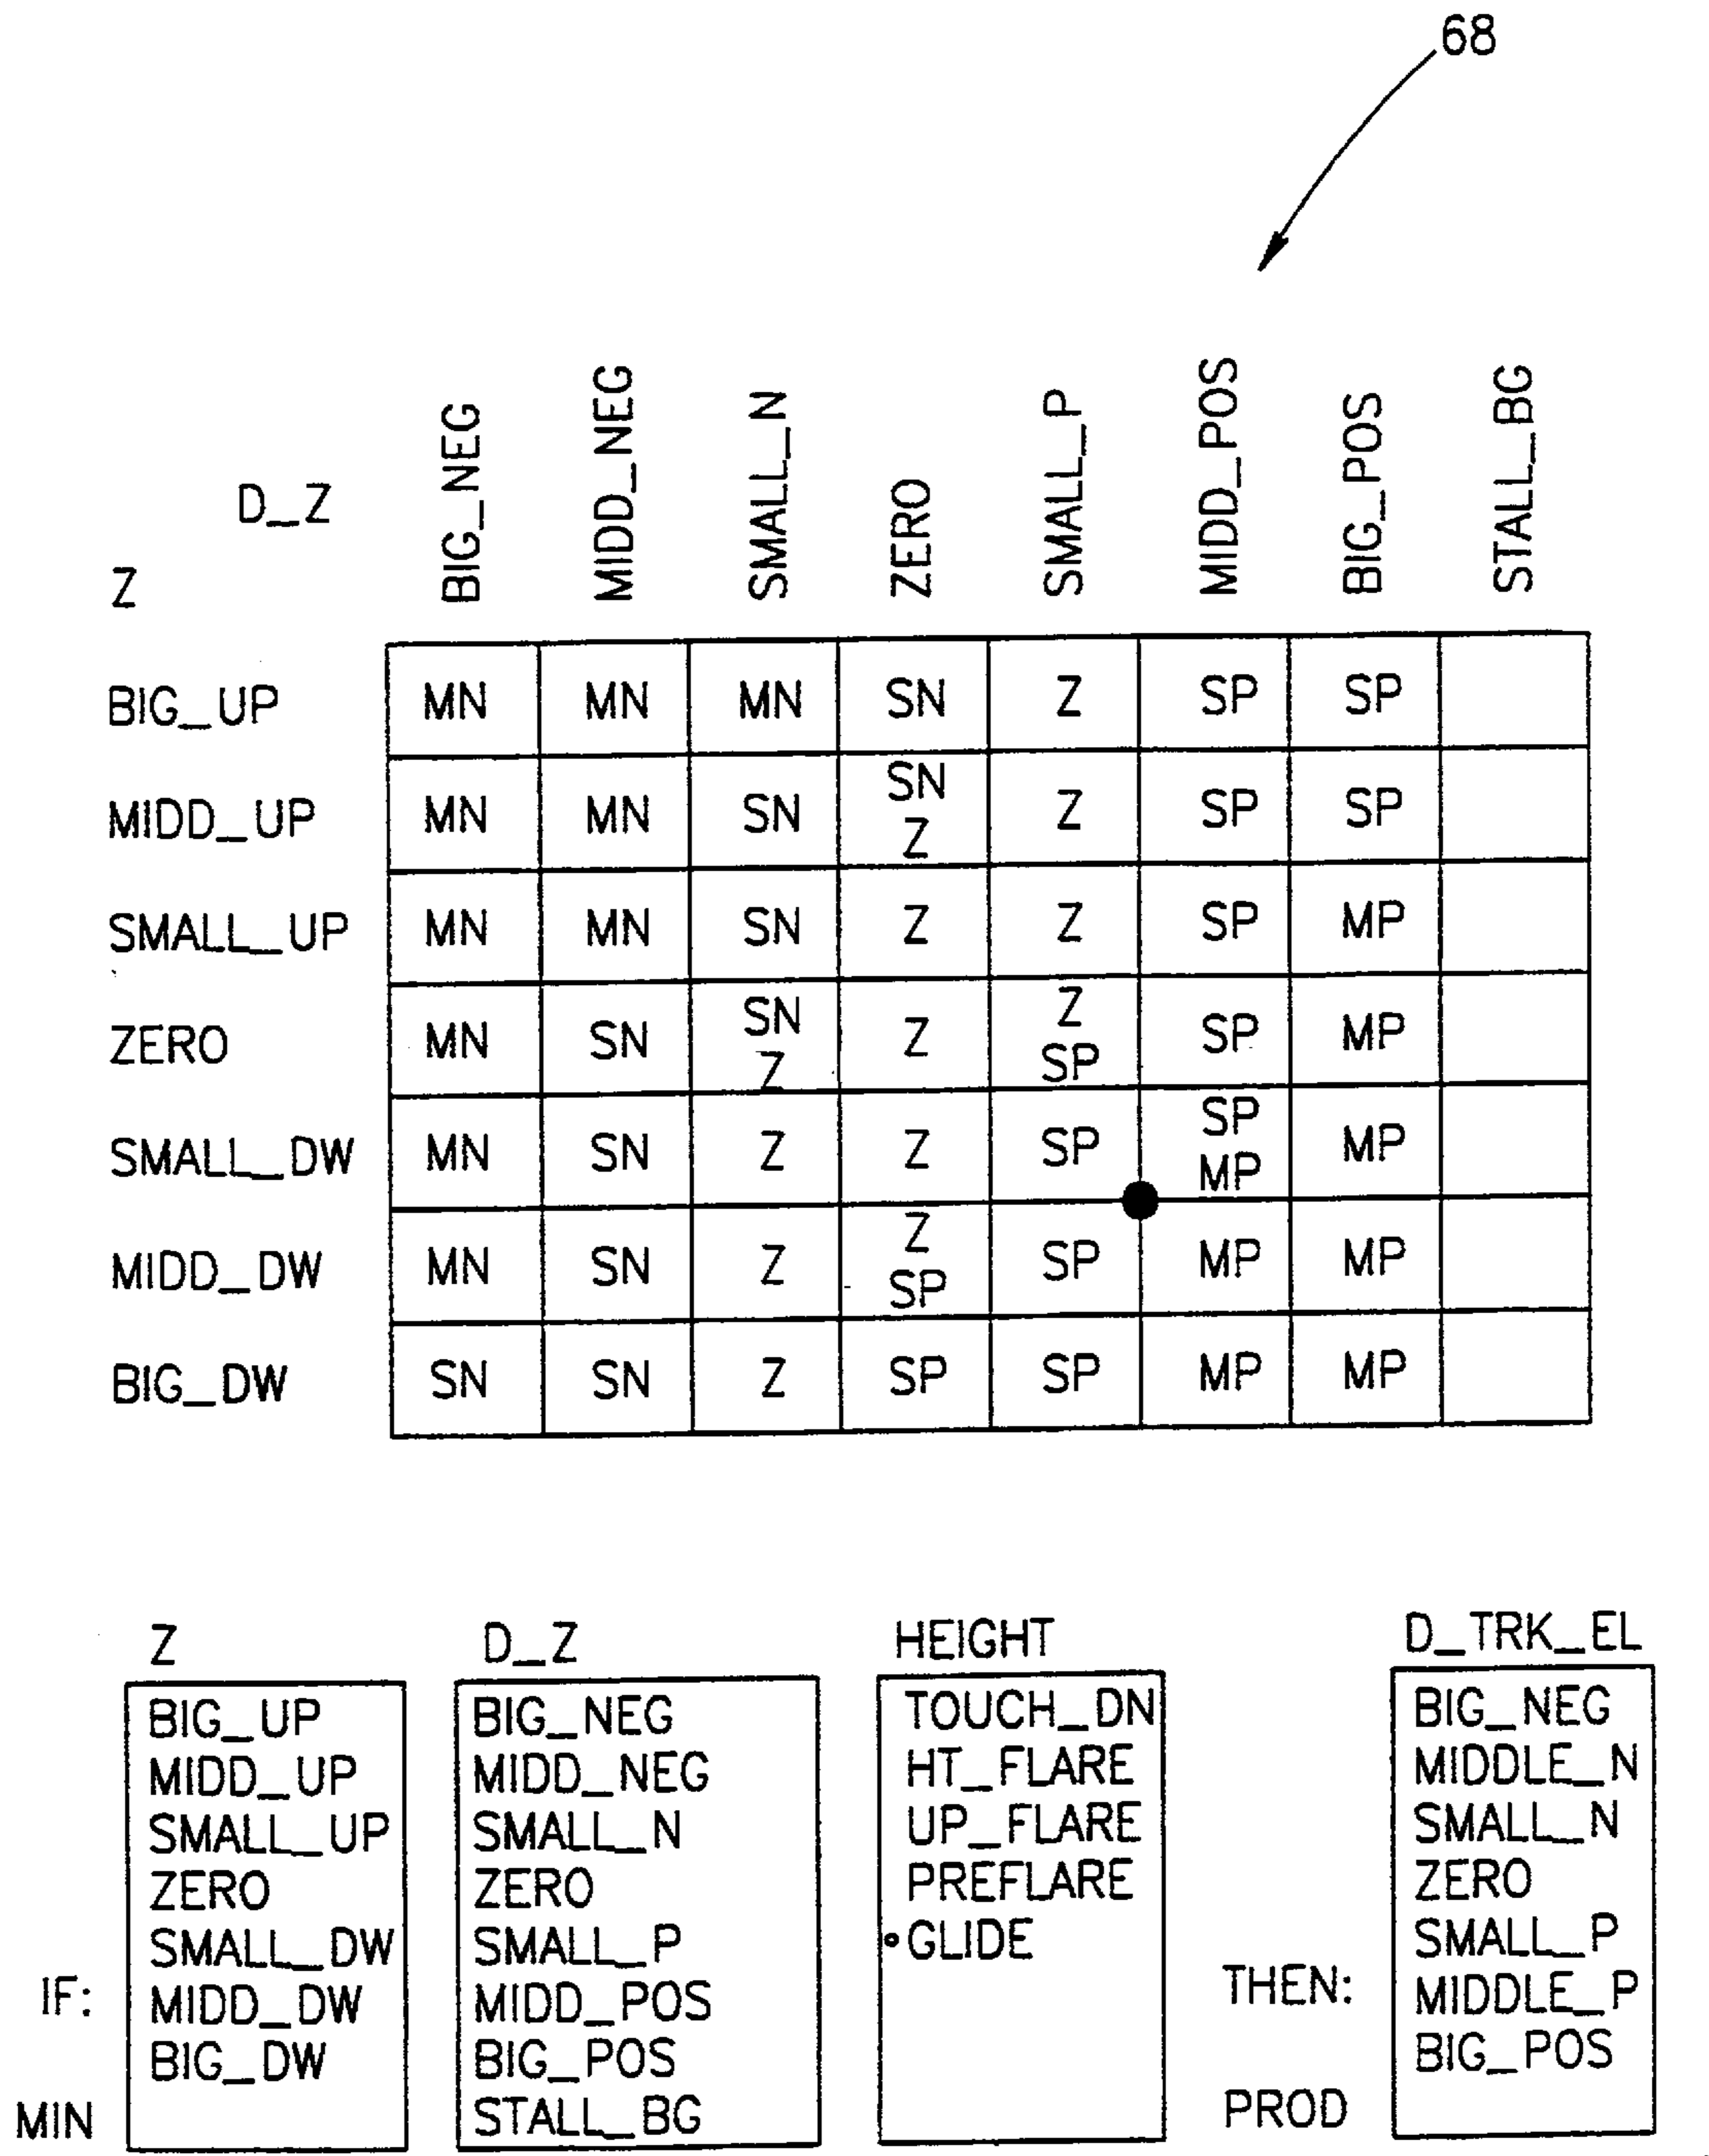 68
D_Z
Z
BIG_NEG MIDD_NEG SMALL_N ZERO SMALL_P MIDD_POS BIG_POS STALL_BG
BIG_UP MN MN MN SN Z SP SP
MIDD_UP MN MN SN SN Z Z SP SP
SMALL_UP MN MN SN Z Z SP MP
ZERO MN SN SN Z Z Z SP SP MP
SMALL_DW MN SN Z Z SP SP MP MP
MIDD_DW MN SN Z Z SP SP MP MP
BIG_DW SN SN Z SP SP MP MP
Z D_Z HEIGHT D_TRK_EL
BIG_UP BIG_NEG TOUCH_DN BIG_NEG
MIDD_UP MIDD_NEG HT_FLARE MIDDLE_N
SMALL_UP SMALL_N UP_FLARE SMALL_N
ZERO ZERO PREFLARE ZERO
SMALL_DW SMALL_P GLIDE SMALL_P
IF: MIDD_DW MIDD_POS THEN: MIDDLE_P
BIG_DW BIG_POS BIG_POS
MIN STALL_BG PROD